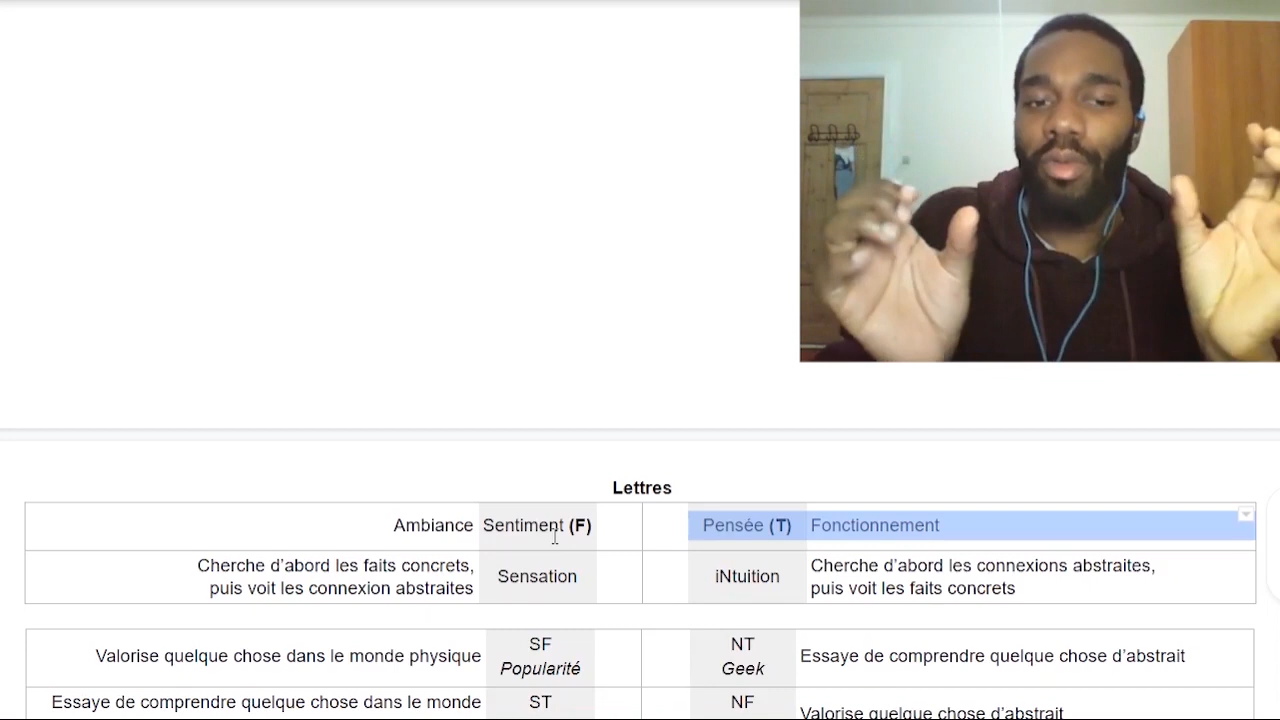 Lettres
Ambiance Sentiment (F) Pensée (T) Fonctionnement
Cherche d'abord les faits concrets, Cherche d'abord les connexions abstraites,
Sensation iNtuition
puis voit les connexion abstraites puis voit les faits concrets
SF NT
Valorise quelque chose dans le monde physique Essaye de comprendre quelque chose d'abstrait
Popularité Geek
Essaye de comprendre quelque chose dans le monde ST NF
Valorise quelque chose d'abstrait